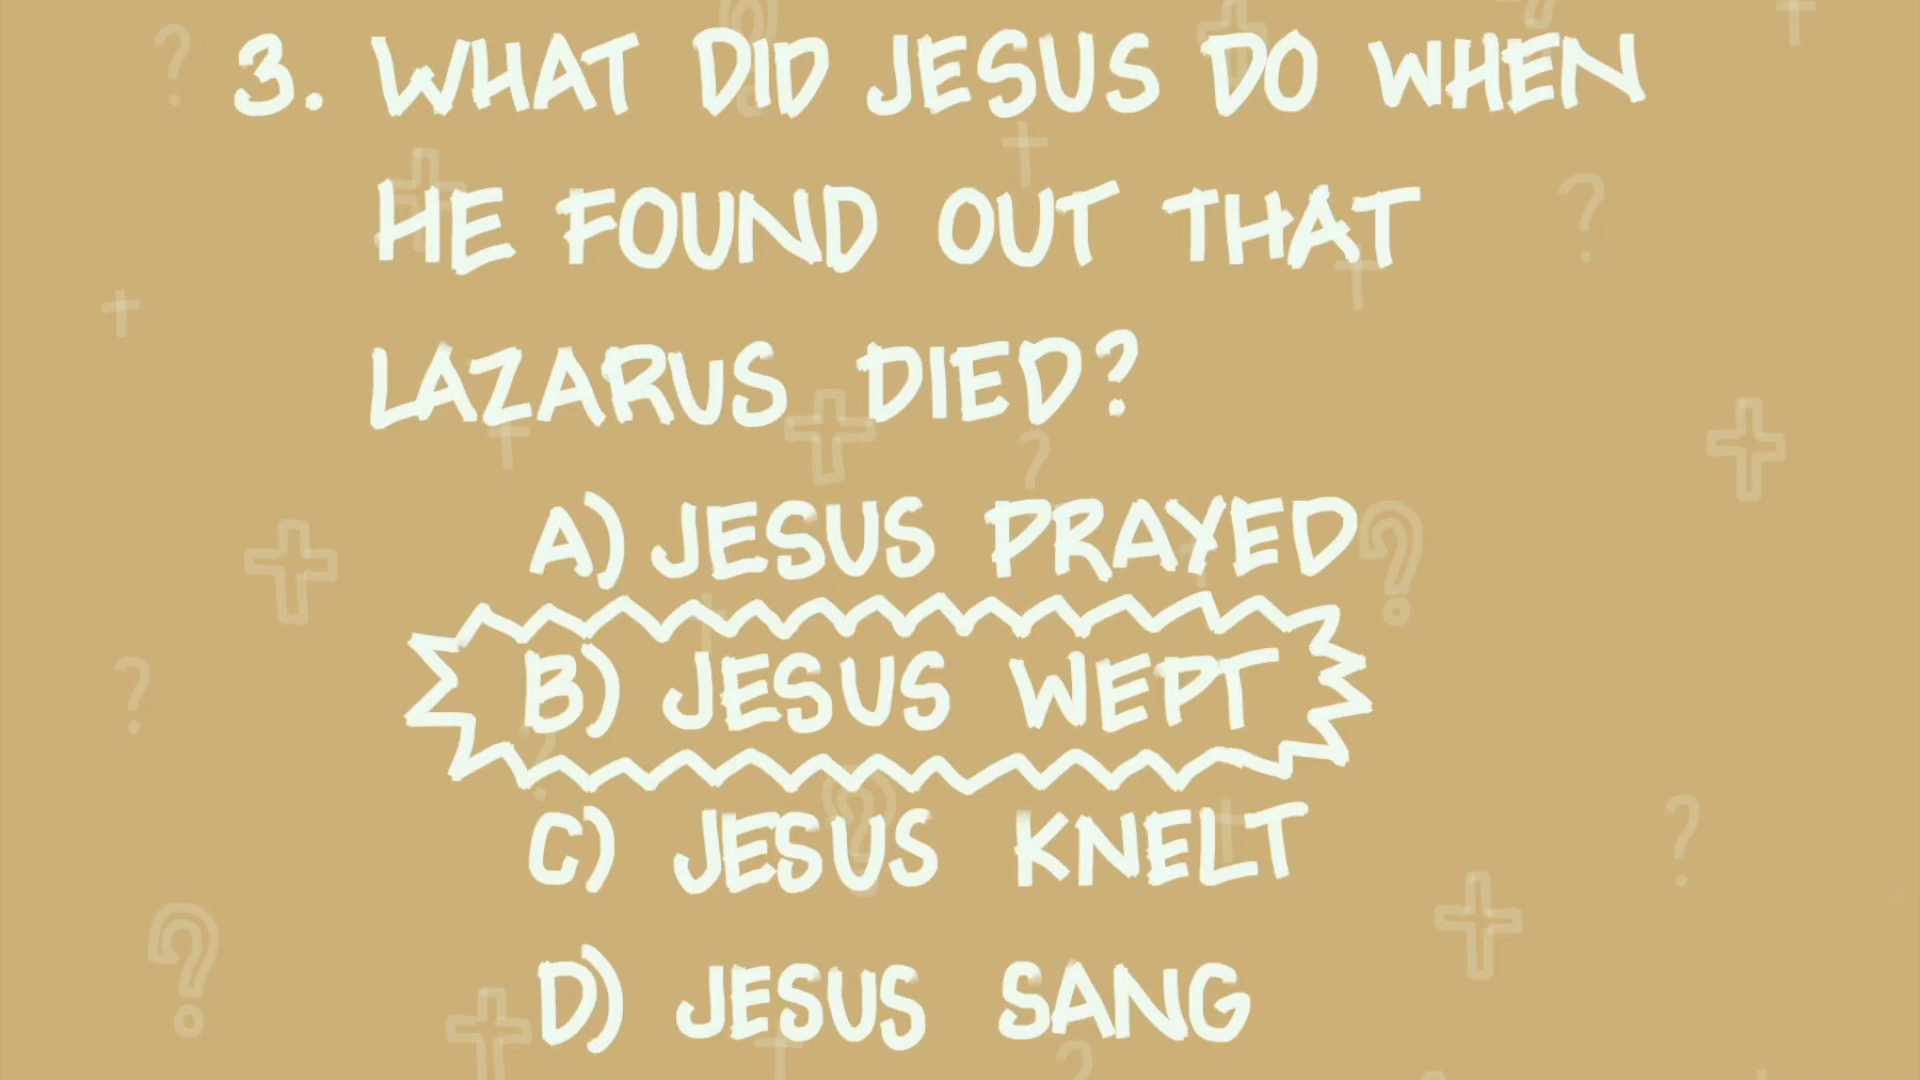 3. WHAT DID JESUS DO WHEN
HE FOUND OUT THAT
LAZARUS DIED?
A) JESUS PRAYED
B) JESUS WEPT
C) JESUS KNELT
D) JESUS SANG